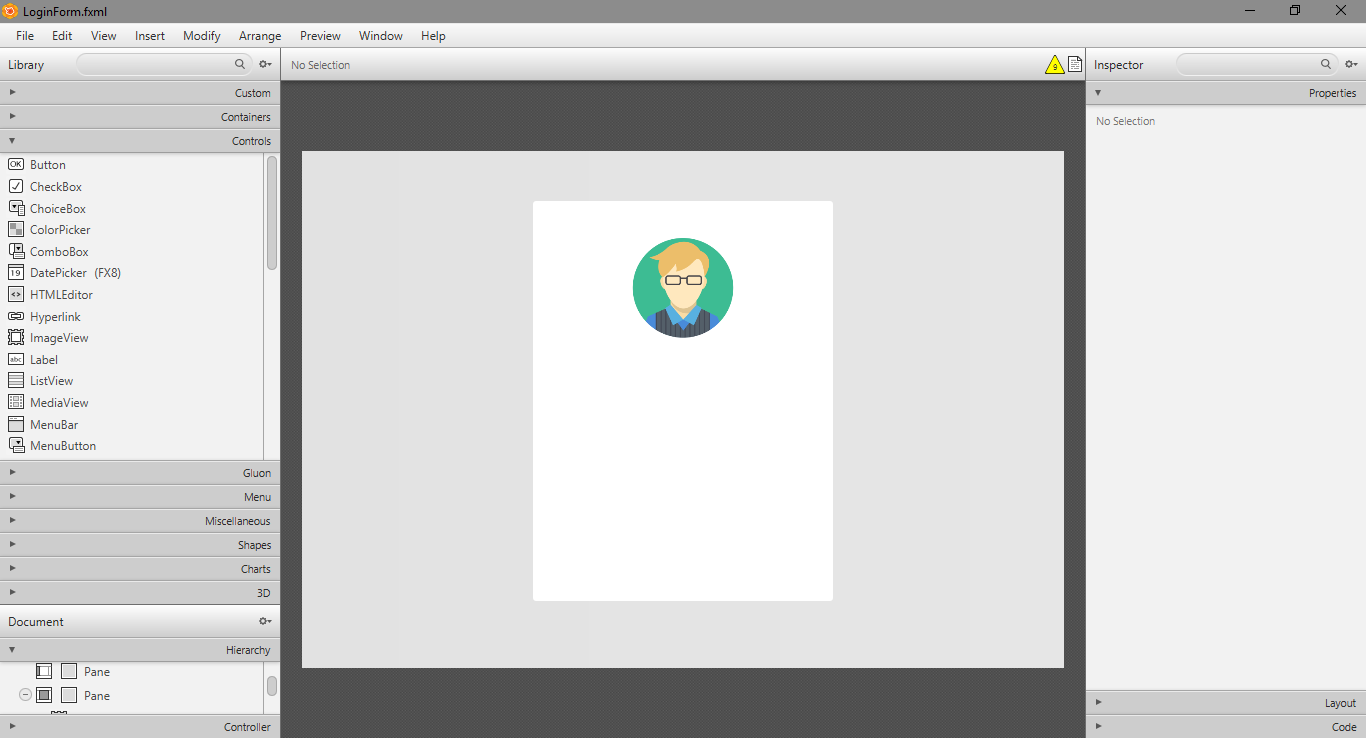 LoginForm.fxml
File Edit View Insert Modify Arrange Preview Window Help
Library
No Selection
9
Inspector
Custom
Containers
Controls
OK Button
CheckBox
ChoiceBox
ColorPicker
ComboBox
19 DatePicker (FX8)
HTMLEditor
Hyperlink
ImageView
abc Label
ListView
MediaView
MenuBar
MenuButton
Gluon
Menu
Miscellaneous
Shapes
Charts
3D
Document
Hierarchy
Pane
Pane
Controller
Properties
No Selection
Layout
Code